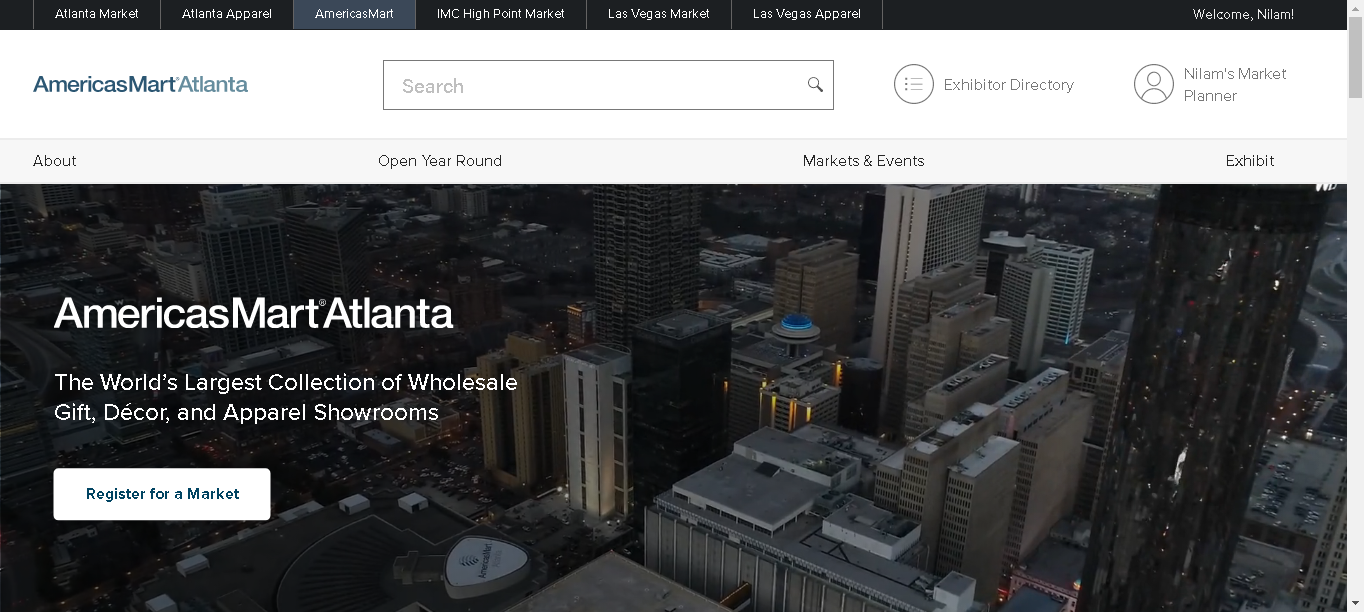 Atlanta Market
Atlanta Apparel
AmericasMart
IMC High Point Market
Las Vegas Market
Las Vegas Apparel
Welcome, Nilam!
AmericasMart®Atlanta
Search
Exhibitor Directory
Nilam's Market
Planner
About
Open Year Round
Markets & Events
Exhibit
AmericasMart®Atlanta
The World’s Largest Collection of Wholesale
Gift, Décor, and Apparel Showrooms
Register for a Market
AmericasMart